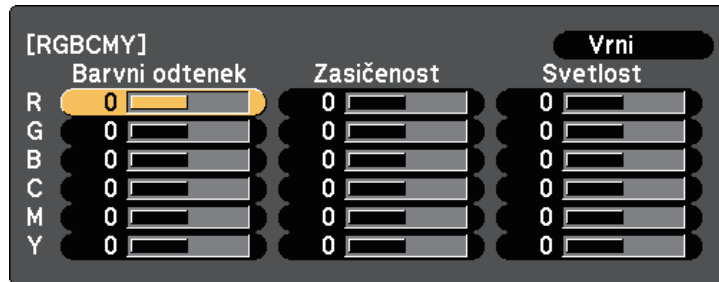 [RGBCMY] Vrni
Barvni odtenek Zasičenost Svetlost
R 0 0 0
G 0 0 0
B 0 0 0
C 0 0 0
M 0 0 0
Y 0 0 0